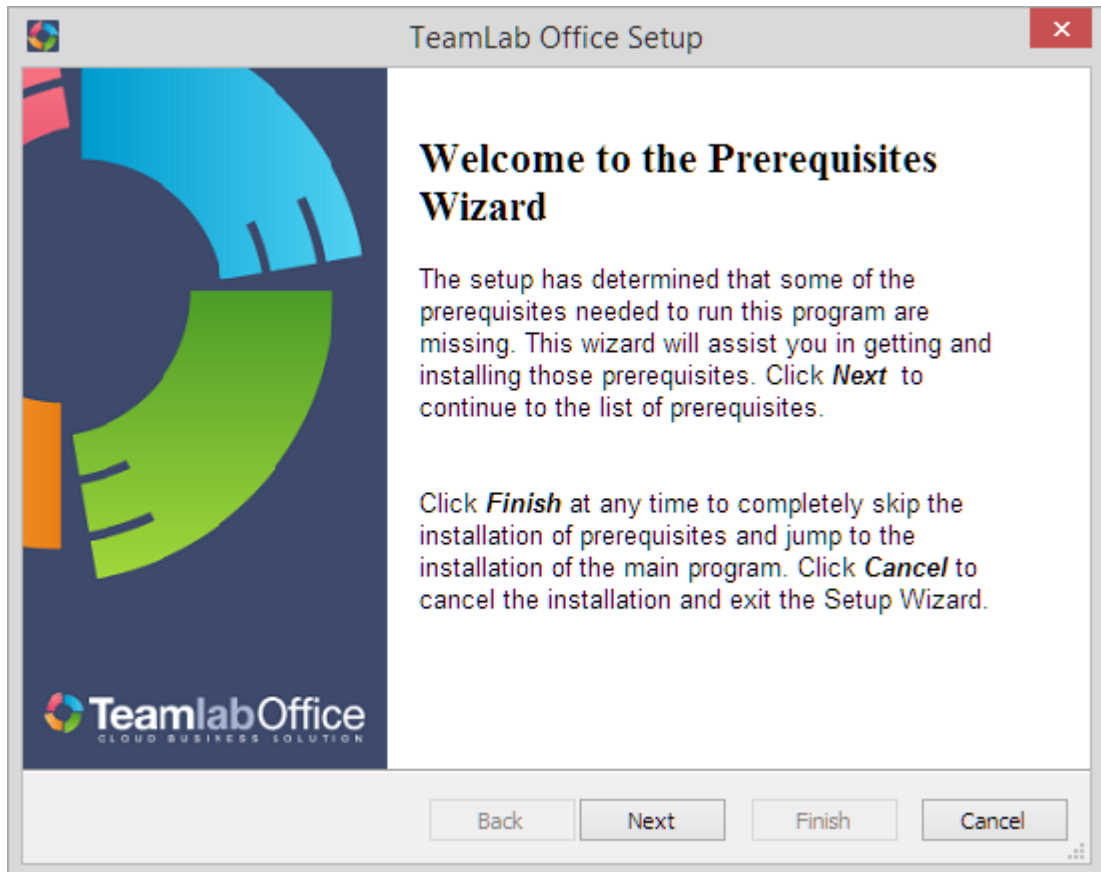 TeamLab Office Setup
Welcome to the Prerequisites
Wizard
The setup has determined that some of the
prerequisites needed to run this program are
missing. This wizard will assist you in getting and
installing those prerequisites. Click Next to
continue to the list of prerequisites.
Click Finish at any time to completely skip the
installation of prerequisites and jump to the
installation of the main program. Click Cancel to
cancel the installation and exit the Setup Wizard.
TeamlabOffice
CLOUD BUSINESS SOLUTION
Back Next Finish Cancel